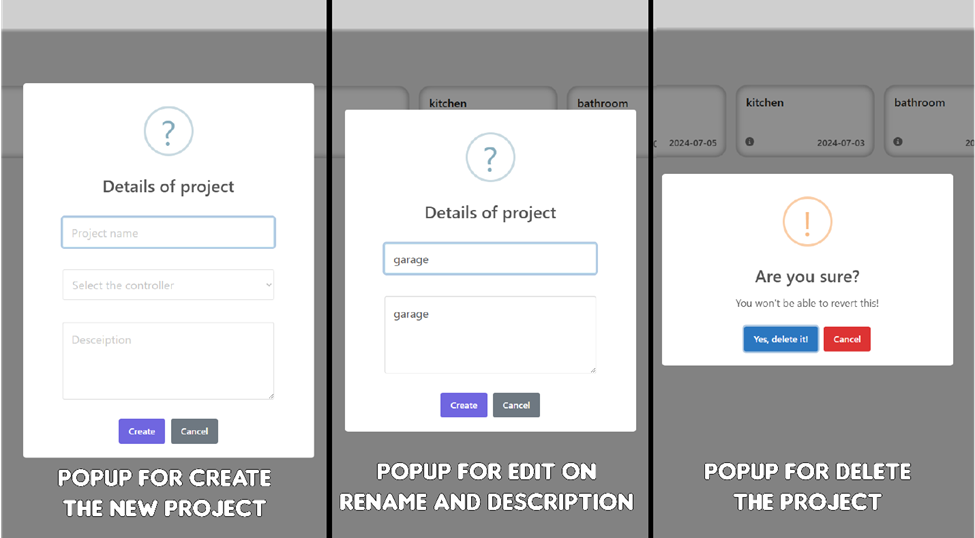 ?
Details of project
Project name
Select the controller
Desceiption
Create
Cancel
POPUP FOR CREATE
THE NEW PROJECT
kitchen
bathroom
?
Details of project
garage
garage
Create
Cancel
POPUP FOR EDIT ON
RENAME AND DESCRIPTION
2024-07-05
kitchen
2024-07-03
bathroom
20
!
Are you sure?
You won't be able to revert this!
Yes, delete it!
Cancel
POPUP FOR DELETE
THE PROJECT